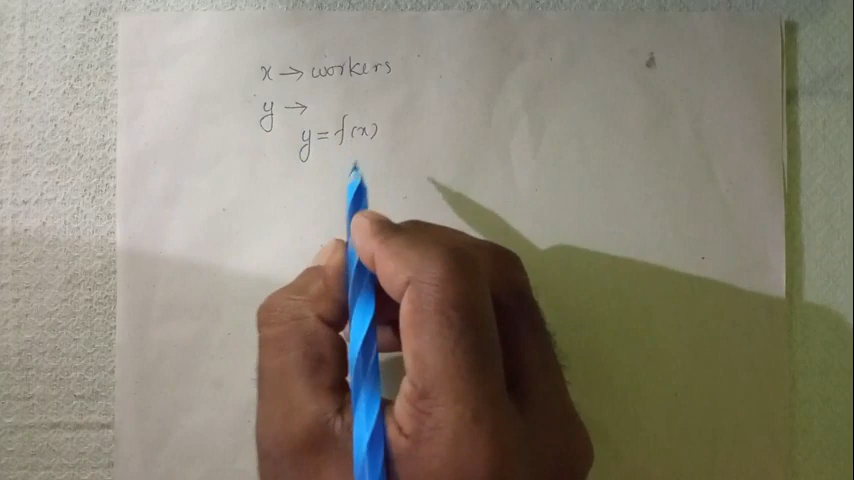 x → workers
y →
y = f(x)